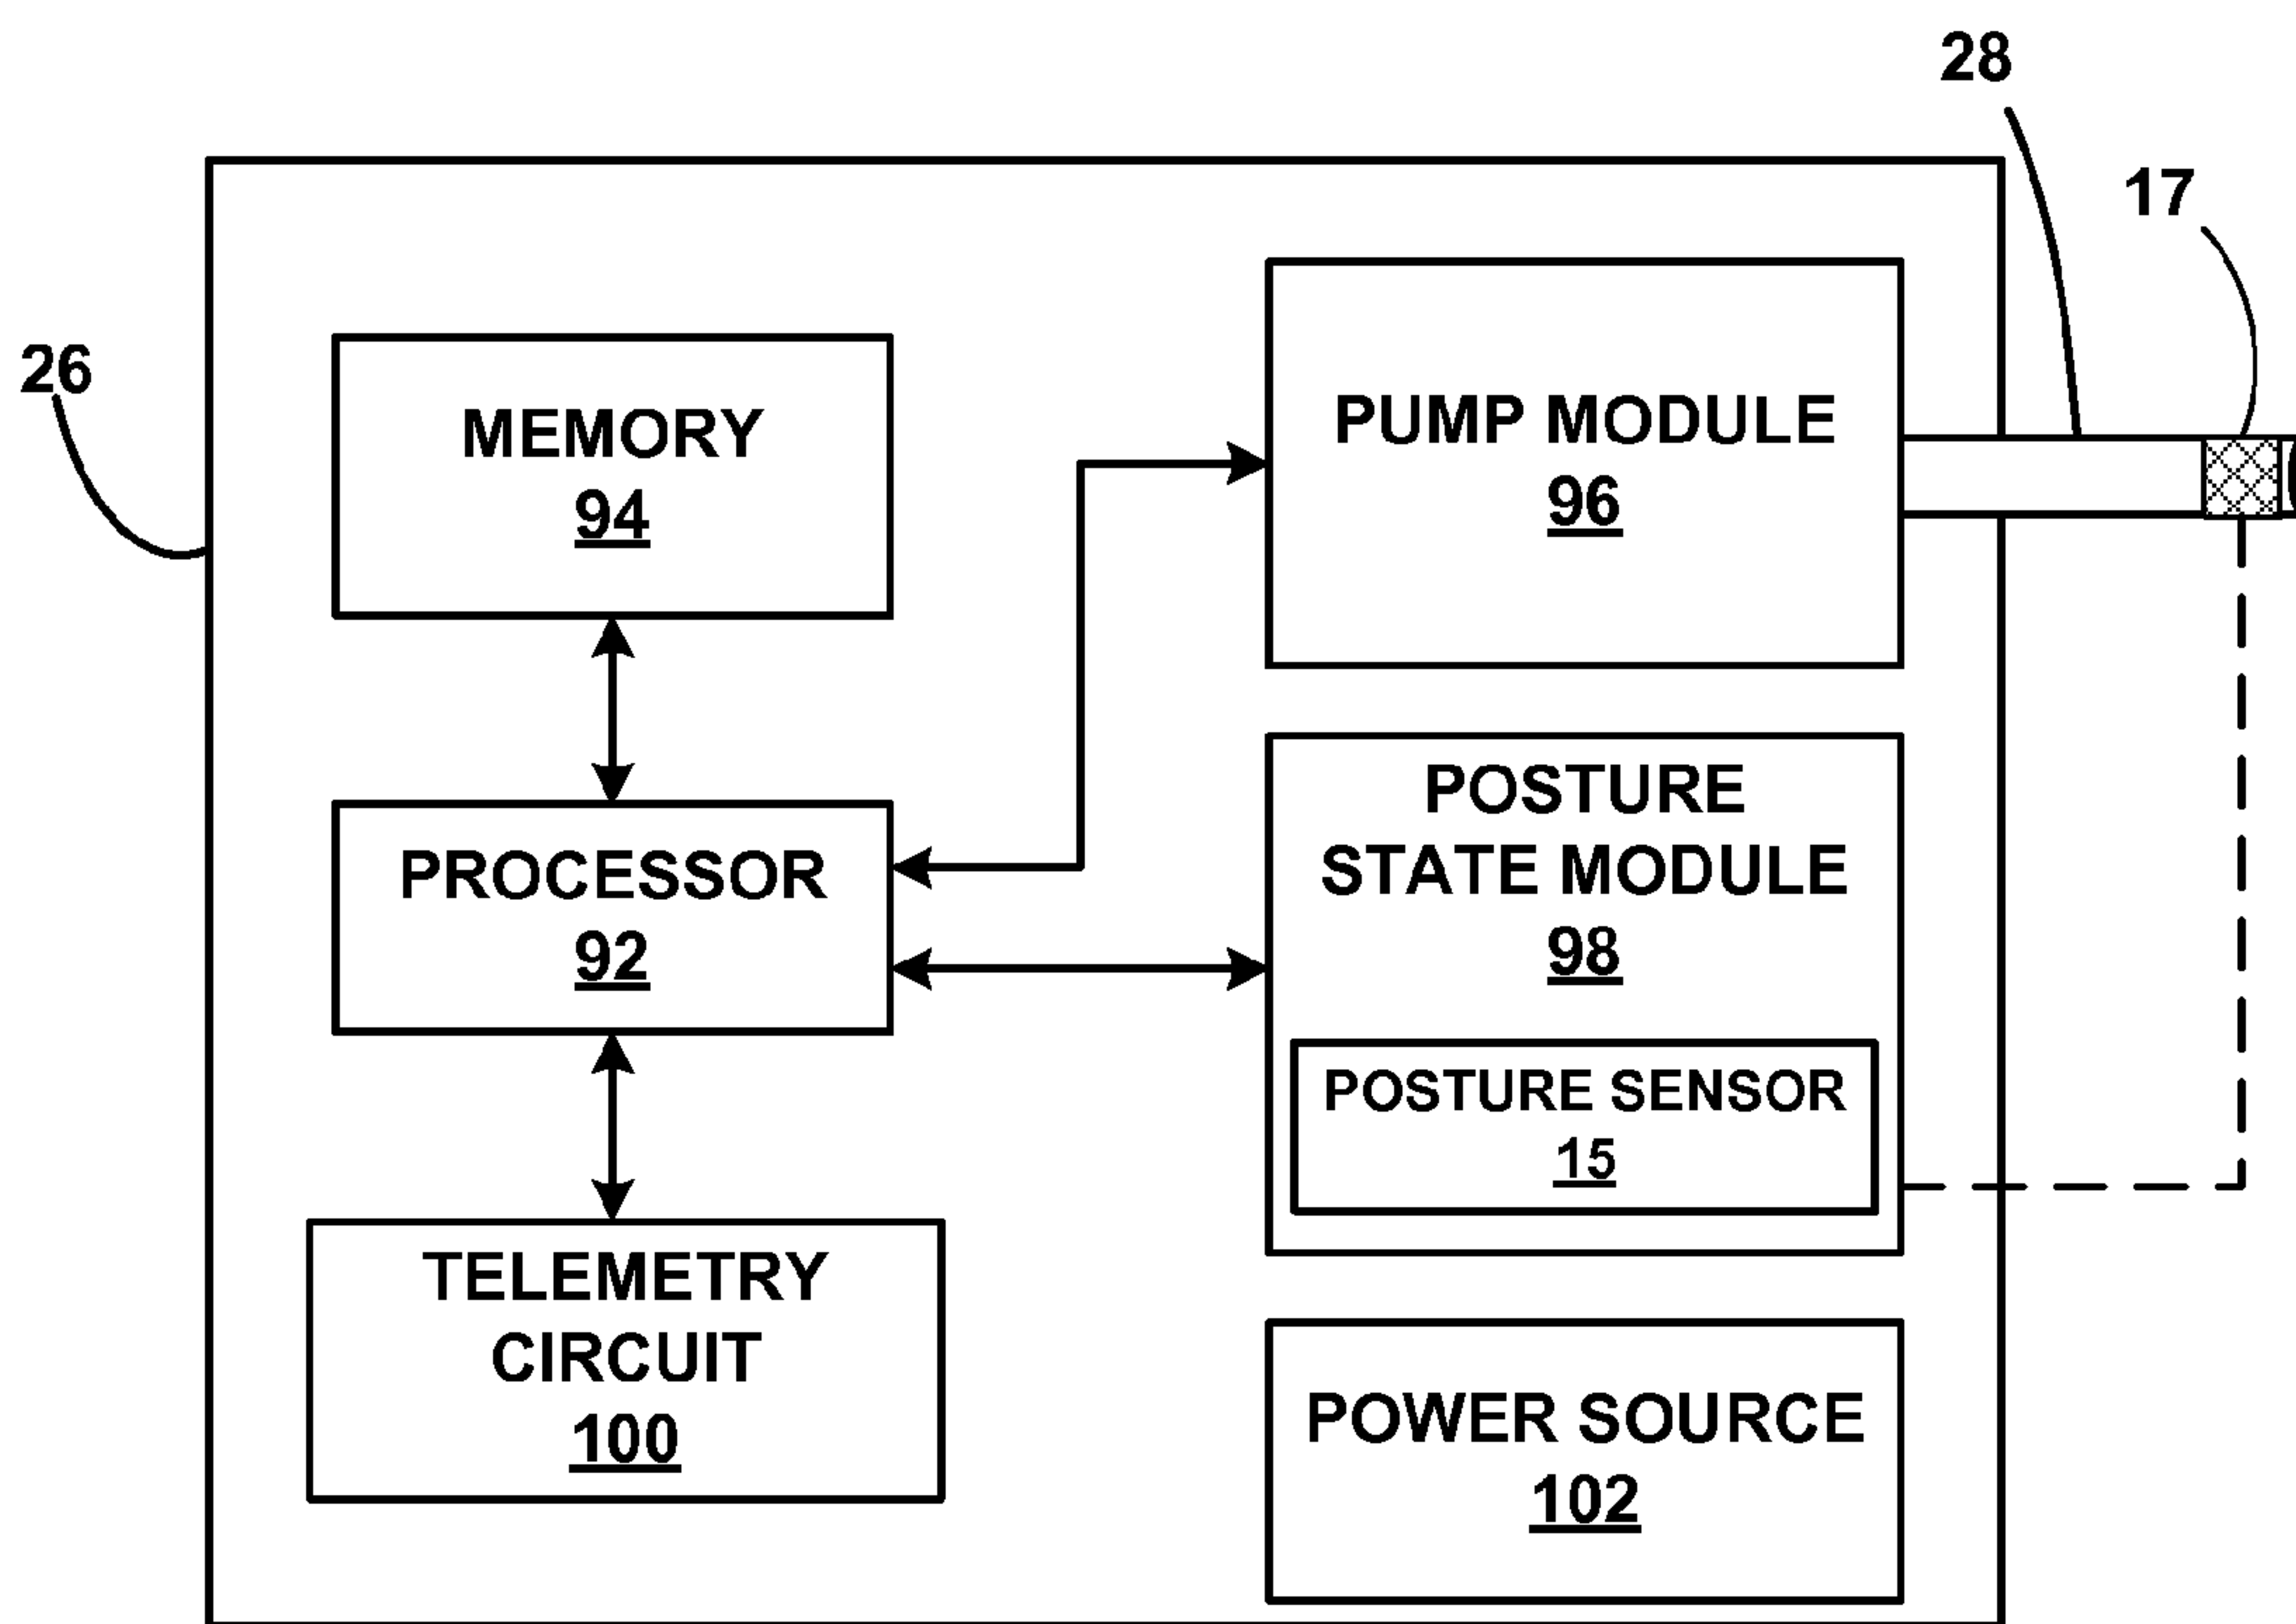 28
17
26
MEMORY
94
PUMP MODULE
96
PROCESSOR
92
POSTURE
STATE MODULE
98
POSTURE SENSOR
15
TELEMETRY
CIRCUIT
100
POWER SOURCE
102